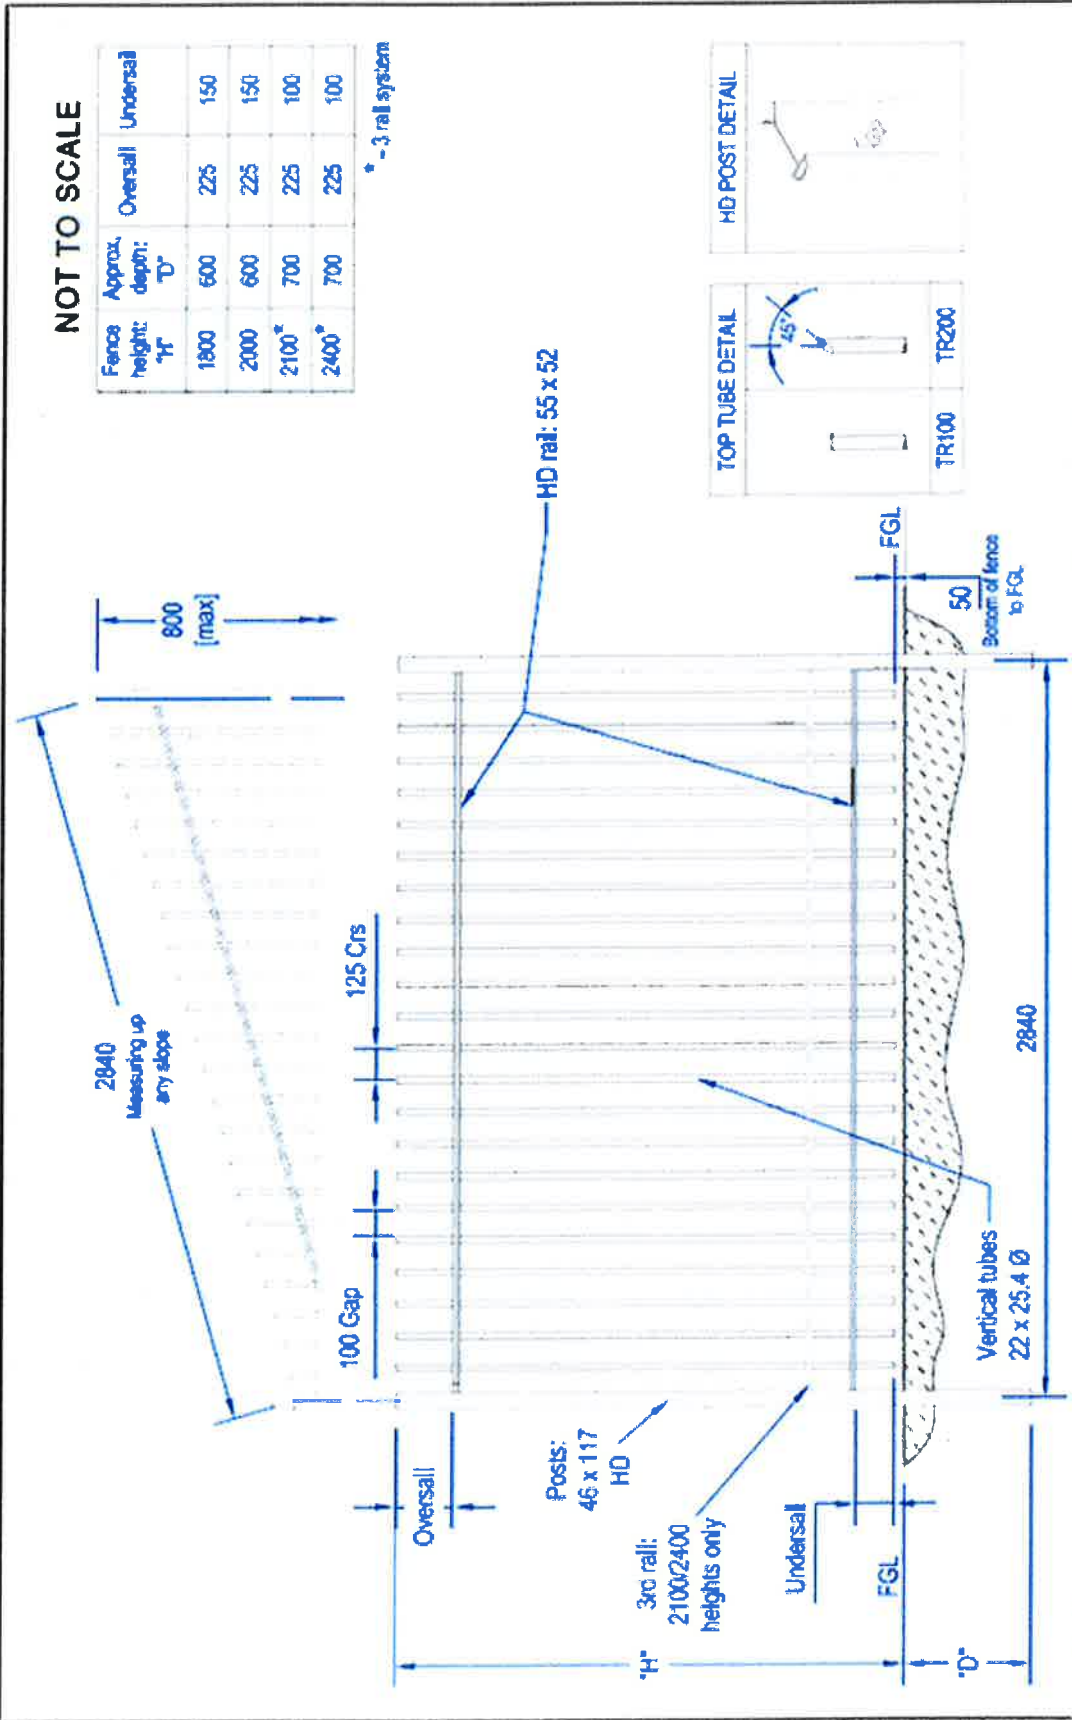 NOT TO SCALE
Fence height: "H" Approx. depth: "D" Oversail Undersail
1800 600 225 150
2000 600 225 150
2100* 700 225 100
2400* 700 225 100
* - 3 rail system
2840
Measuring up
any slope
800
[max]
100 Gap
125 Crs
HD rail: 55 x 52
Oversail
Posts:
46 x 117
HD
3rd rail:
2100/2400
heights only
Undersail
FGL
"H"
"D"
Vertical tubes
22 x 25.4 Ø
2840
FGL
50
Bottom of fence
to FGL
TOP TUBE DETAIL
45°
TR100 TR200
HD POST DETAIL